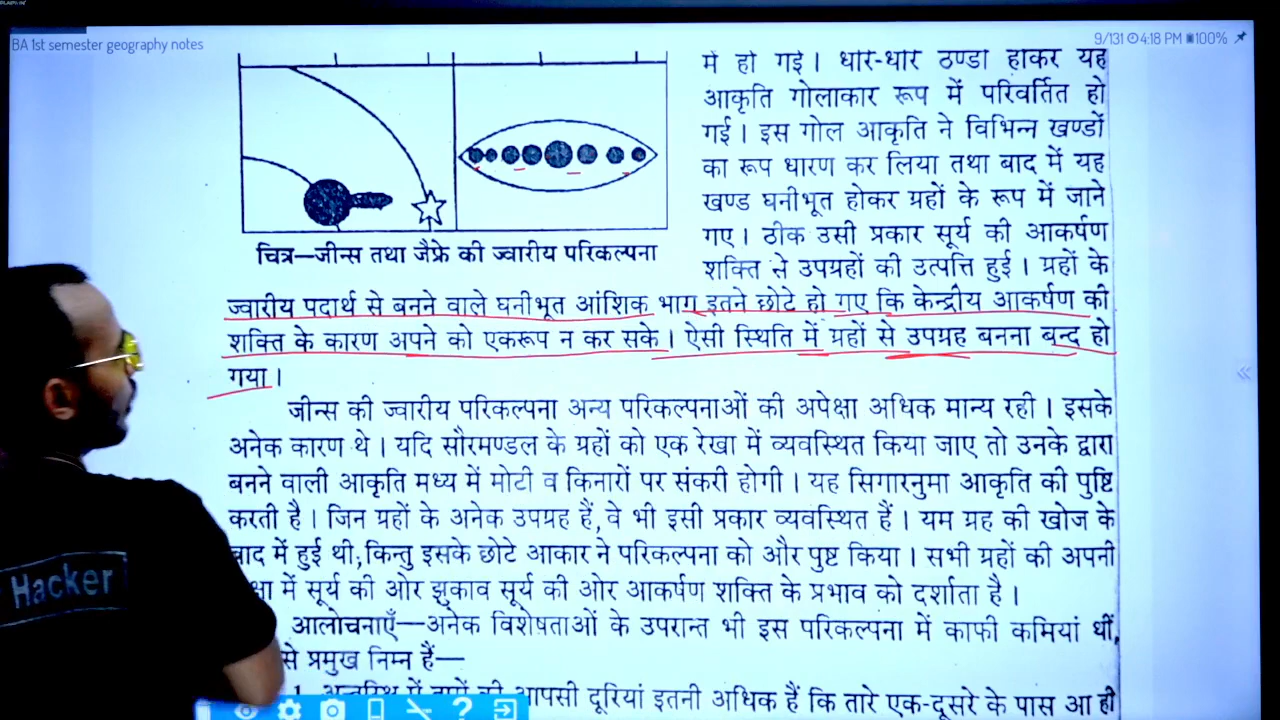 BA 1st semester geography notes
9/131 4:18 PM 100%
में हो गई। धीरे-धीरे ठण्डा होकर यह
आकृति गोलाकार रूप में परिवर्तित हो
गई। इस गोल आकृति ने विभिन्न खण्डों
का रूप धारण कर लिया तथा बाद में यह
खण्ड घनीभूत होकर ग्रहों के रूप में जाने
गए। ठीक उसी प्रकार सूर्य की आकर्षण
शक्ति से उपग्रहों की उत्पत्ति हुई। ग्रहों के
चित्र—जीन्स तथा जैफ्रे की ज्वारीय परिकल्पना
ज्वारीय पदार्थ से बनने वाले घनीभूत आंशिक भाग इतने छोटे हो गए कि केन्द्रीय आकर्षण की
शक्ति के कारण अपने को एकरूप न कर सके। ऐसी स्थिति में ग्रहों से उपग्रह बनना बन्द हो
गया।
जीन्स की ज्वारीय परिकल्पना अन्य परिकल्पनाओं की अपेक्षा अधिक मान्य रही। इसके
अनेक कारण थे। यदि सौरमण्डल के ग्रहों को एक रेखा में व्यवस्थित किया जाए तो उनके द्वारा
बनने वाली आकृति मध्य में मोटी व किनारों पर संकरी होगी। यह सिगारनुमा आकृति की पुष्टि
करती है। जिन ग्रहों के अनेक उपग्रह हैं, वे भी इसी प्रकार व्यवस्थित हैं। यम ग्रह की खोज के
बाद में हुई थी; किन्तु इसके छोटे आकार ने परिकल्पना को और पुष्ट किया। सभी ग्रहों की अपनी
में सूर्य की ओर झुकाव सूर्य की ओर आकर्षण शक्ति के प्रभाव को दर्शाता है।
आलोचनाएँ—अनेक विशेषताओं के उपरान्त भी इस परिकल्पना में काफी कमियां थीं,
से प्रमुख निम्न हैं—
1. अन्तरिक्ष में तारों की आपसी दूरियां इतनी अधिक हैं कि तारे एक-दूसरे के पास आ ही
Hacker